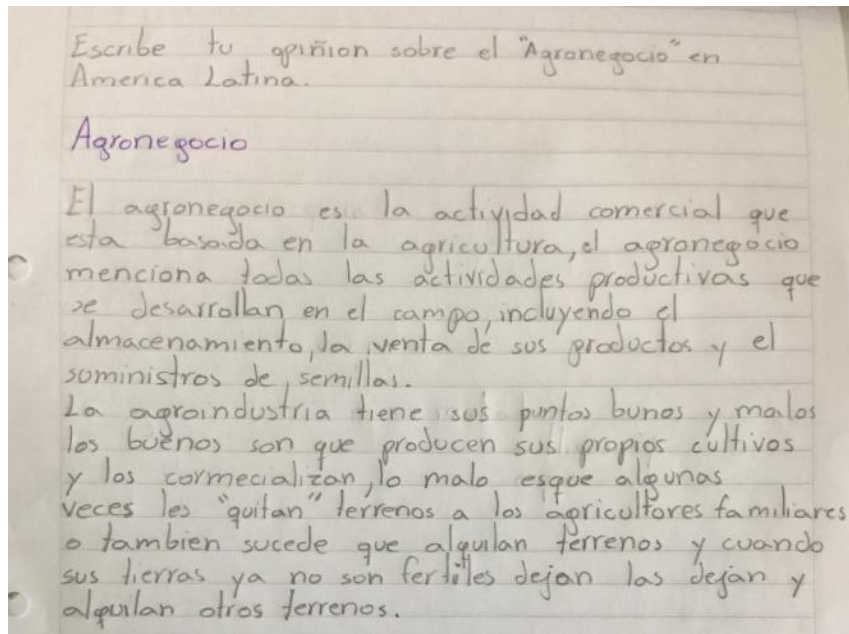 Escribe tu opiñion sobre el "Agronegocio" en
America Latina.
Agronegocio
El agronegocio es la actividad comercial que
esta basada en la agricultura, el agronegocio
menciona todas las actividades productivas que
se desarrollan en el campo, incluyendo el
almacenamiento, la venta de sus productos y el
suministros de semillas.
La agroindustria tiene sus puntos bunos y malos
los buenos son que producen sus propios cultivos
y los cormecializan, lo malo esque algunas
veces les "quitan" terrenos a los agricultores familiares
o tambien sucede que alquilan terrenos y cuando
sus tierras ya no son fertiles dejan las dejan y
alquilan otros terrenos.